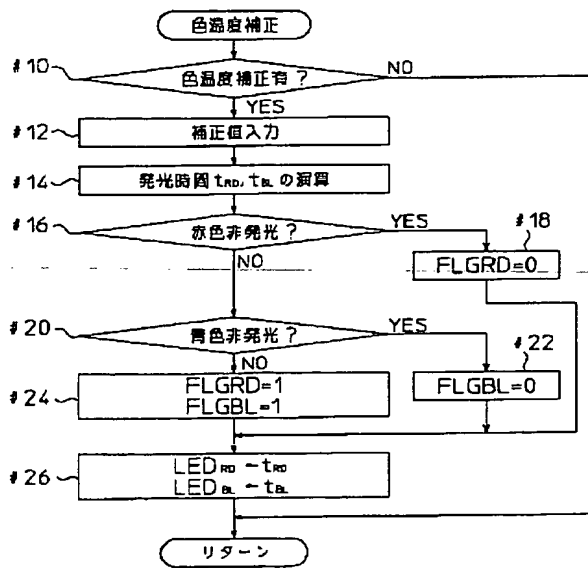 色温度補正
#10
色温度補正有?
NO
YES
#12
補正値入力
#14
発光時間 tRD, tBL の演算
#16
赤色非発光?
YES
#18
FLGRD=0
NO
#20
青色非発光?
YES
#22
FLGBL=0
NO
#24
FLGRD=1
FLGBL=1
#26
LEDRD ← tRD
LEDBL ← tBL
リターン